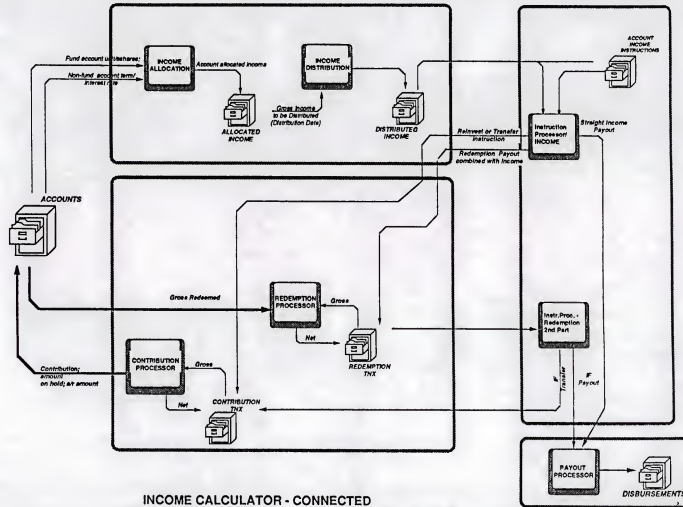 Fund account units/shares;
Non-fund account term/
interest rate
INCOME
ALLOCATION
Account allocated income
ALLOCATED
INCOME
INCOME
DISTRIBUTION
Gross Income
to be Distributed
(Distribution Date)
DISTRIBUTED
INCOME
ACCOUNT
INCOME
INSTRUCTIONS
Instruction
Processor/
INCOME
Straight Income
Payout
Reinvest or Transfer
Instruction
Redemption Payout
combined with Income
ACCOUNTS
Gross Redeemed
REDEMPTION
PROCESSOR
Gross
Net
REDEMPTION
TNX
Instr.Proc. -
Redemption
2nd Part
IF
Transfer
IF
Payout
Contribution;
amount
on hold; a/r amount
CONTRIBUTION
PROCESSOR
Gross
Net
CONTRIBUTION
TNX
PAYOUT
PROCESSOR
DISBURSEMENTS
INCOME CALCULATOR - CONNECTED